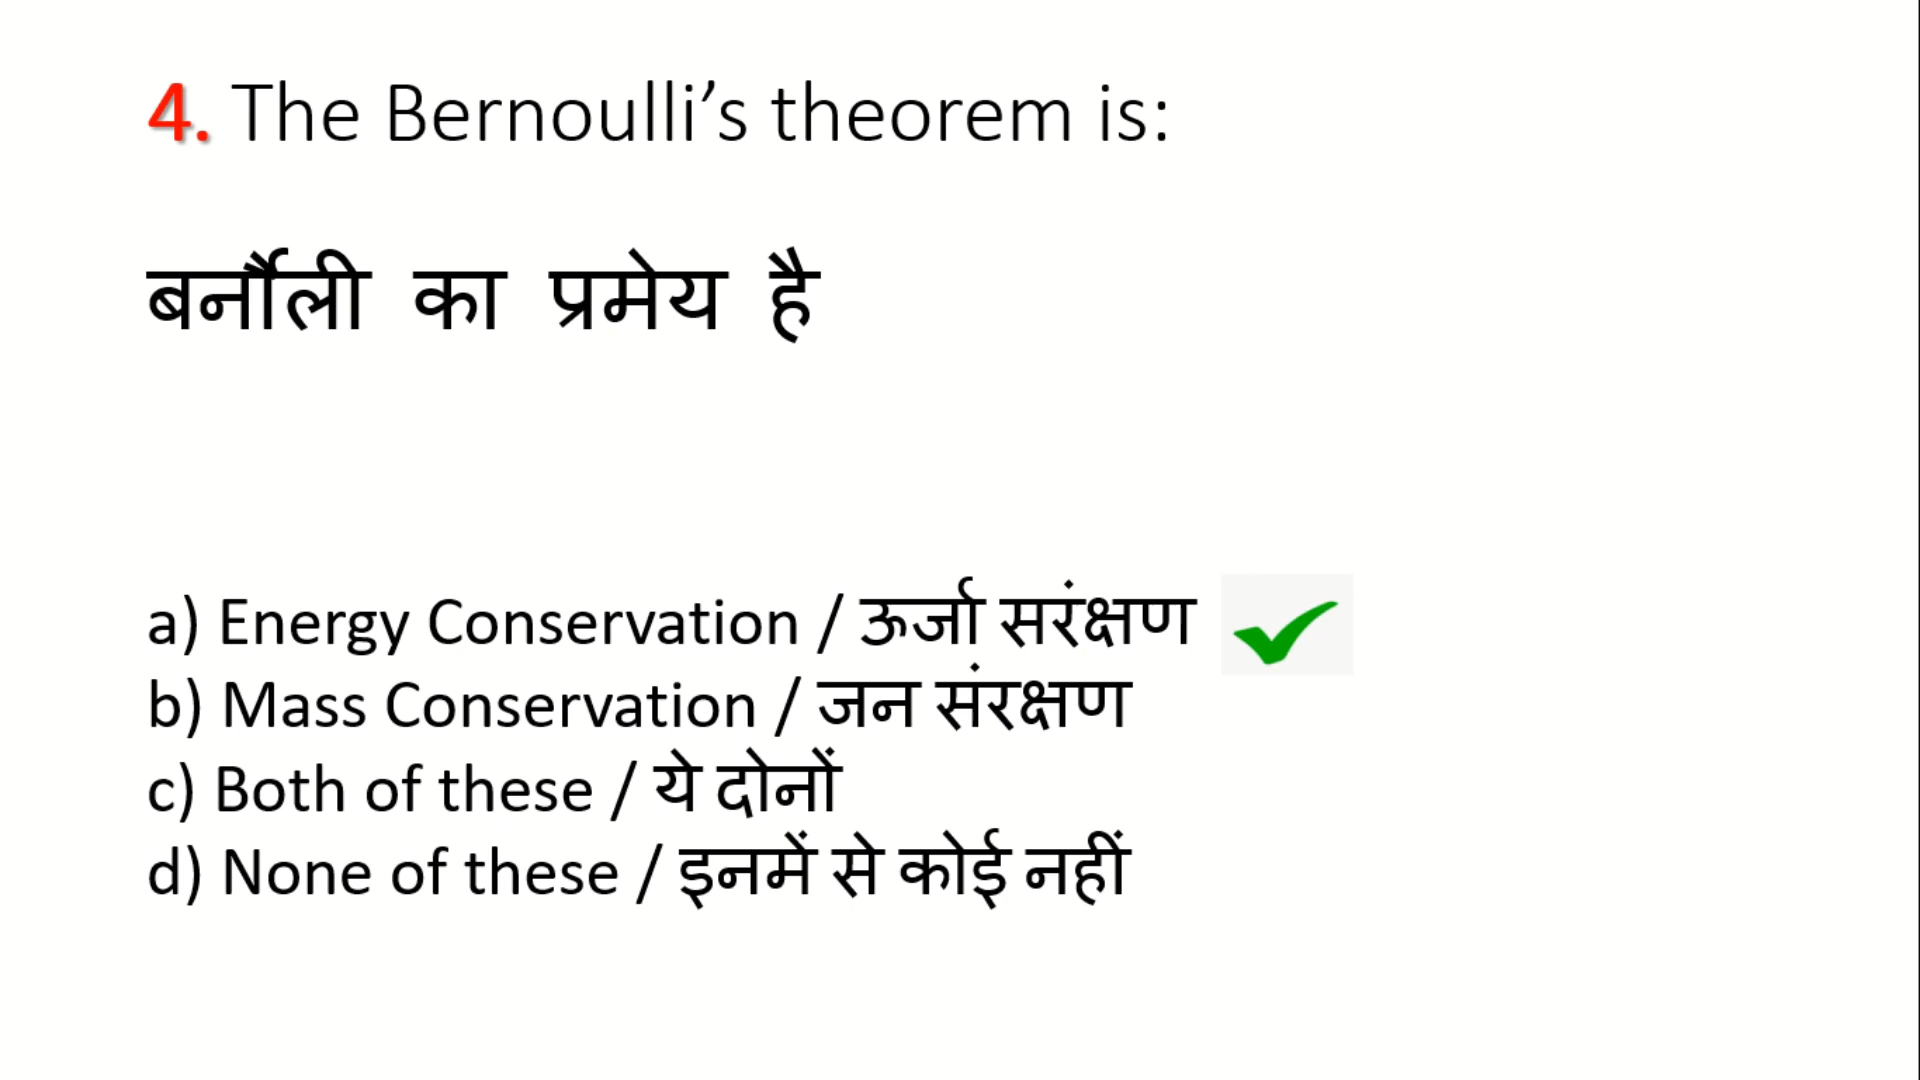 4. The Bernoulli’s theorem is:
बर्नौली का प्रमेय है
a) Energy Conservation / ऊर्जा सरंक्षण
b) Mass Conservation / जन संरक्षण
c) Both of these / ये दोनों
d) None of these / इनमें से कोई नहीं